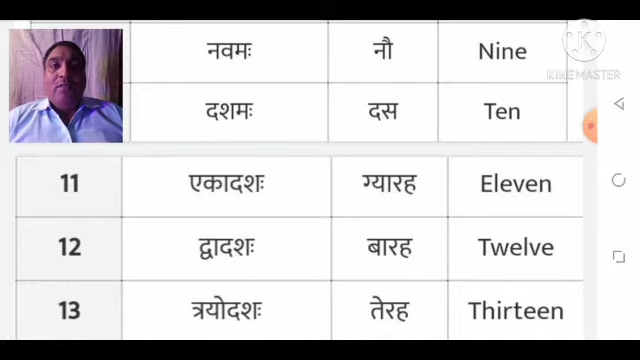 नवमः नौ Nine
KINEMASTER
दशमः दस Ten
11 एकादशः ग्यारह Eleven
12 द्वादशः बारह Twelve
13 त्रयोदशः तेरह Thirteen